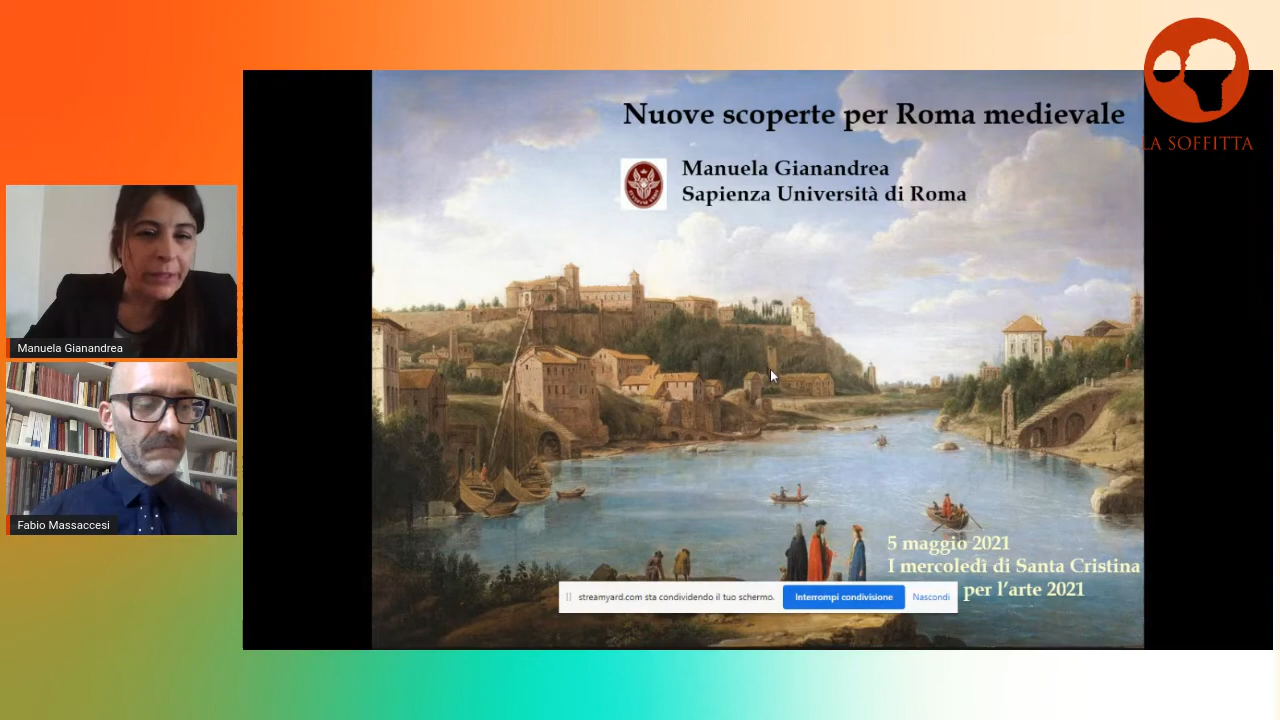 LA SOFFITTA
Nuove scoperte per Roma medievale
Manuela Gianandrea
Sapienza Università di Roma
Manuela Gianandrea
Fabio Massaccesi
5 maggio 2021
I mercoledì di Santa Cristina
per l'arte 2021
streamyard.com sta condividendo il tuo schermo.
Interrompi condivisione
Nascondi